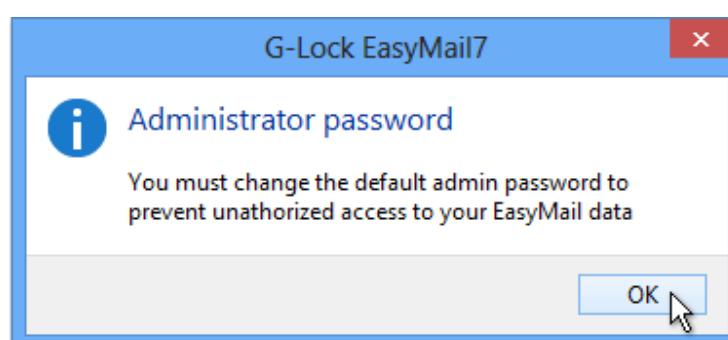 G-Lock EasyMail7
Administrator password
You must change the default admin password to
prevent unathorized access to your EasyMail data
OK